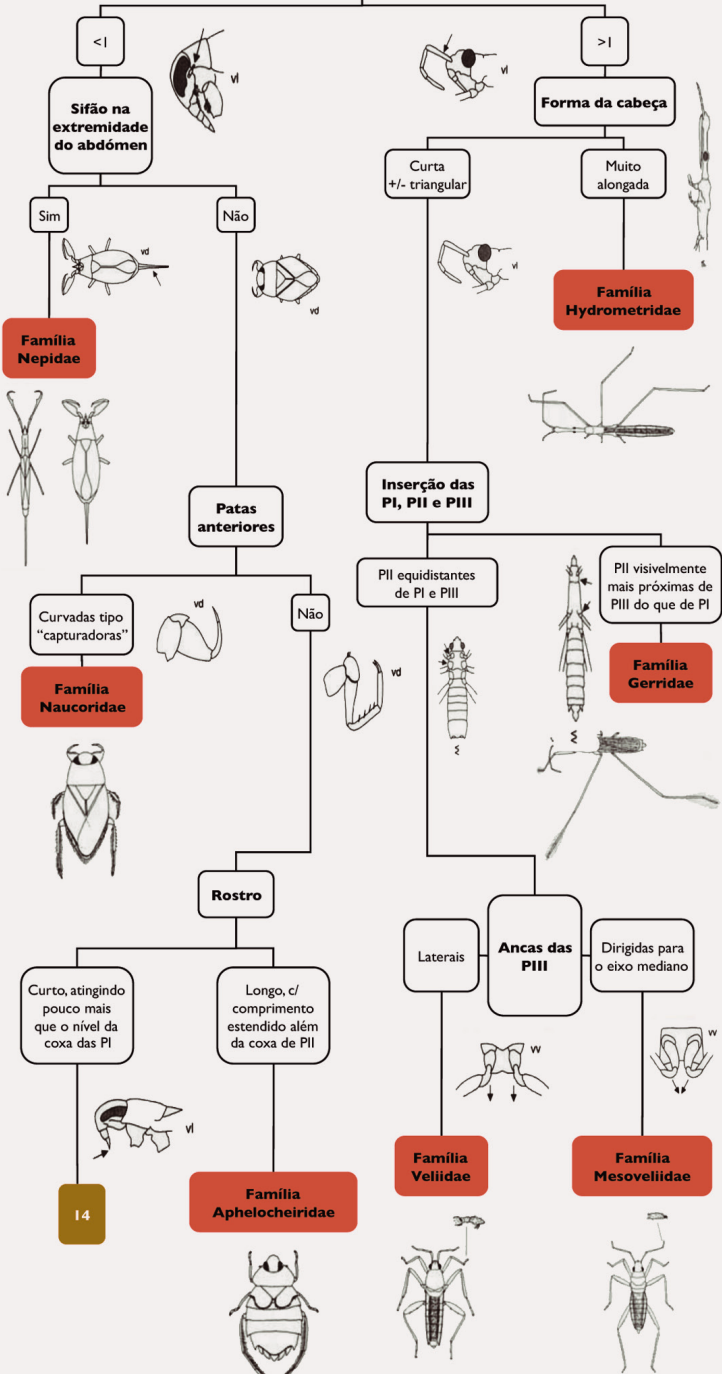 <1
>1
vl
vl
Sifão na
extremidade
do abdómen
Forma da cabeça
Curta
+/- triangular
Muito
alongada
Sim
Não
vd
vd
vl
s
Família
Nepidae
Família
Hydrometridae
Patas
anteriores
Inserção das
PI, PII e PIII
Curvadas tipo
“capturadoras”
vd
Não
vd
PII equidistantes
de PI e PIII
PII visivelmente
mais próximas de
PIII do que de PI
Família
Naucoridae
Família
Gerridae
Rostro
Curto, atingindo
pouco mais
que o nível da
coxa das PI
Longo, c/
comprimento
estendido além
da coxa de PII
Laterais
Ancas das
PIII
Dirigidas para
o eixo mediano
vl
vv
vv
14
Família
Aphelocheiridae
Família
Veliidae
Família
Mesoveliidae